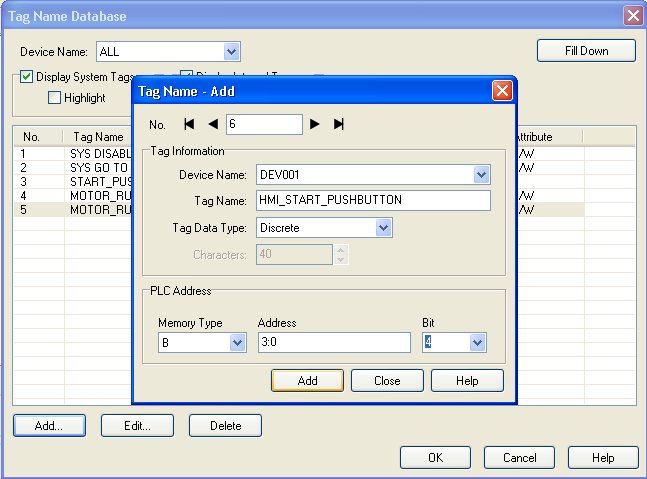 Tag Name Database
Device Name: ALL
Fill Down
Display System Tags
Highlight
Tag Name - Add
No. 6
Tag Information
Device Name: DEV001
Tag Name: HMI_START_PUSHBUTTON
Tag Data Type: Discrete
Characters: 40
PLC Address
Memory Type Address Bit
B 3:0 4
Add Close Help
No. Tag Name
1 SYS DISABL /W
2 SYS GO TO /W
3 START_PUS
4 MOTOR_RU /W
5 MOTOR_RU /W
Add... Edit... Delete
OK Cancel Help